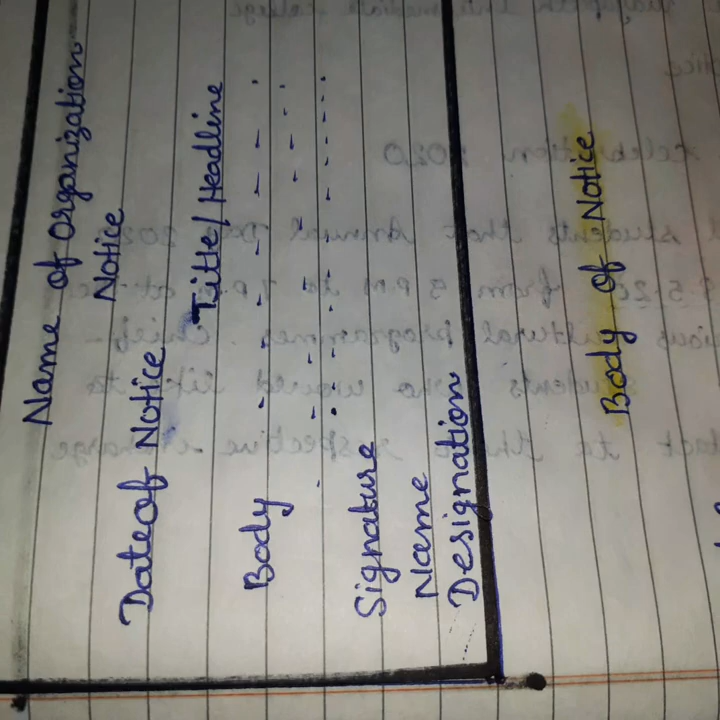 Name of organization
Notice
Date of Notice
Title/Headline
Body
Signature
Name
Designation
Body of Notice